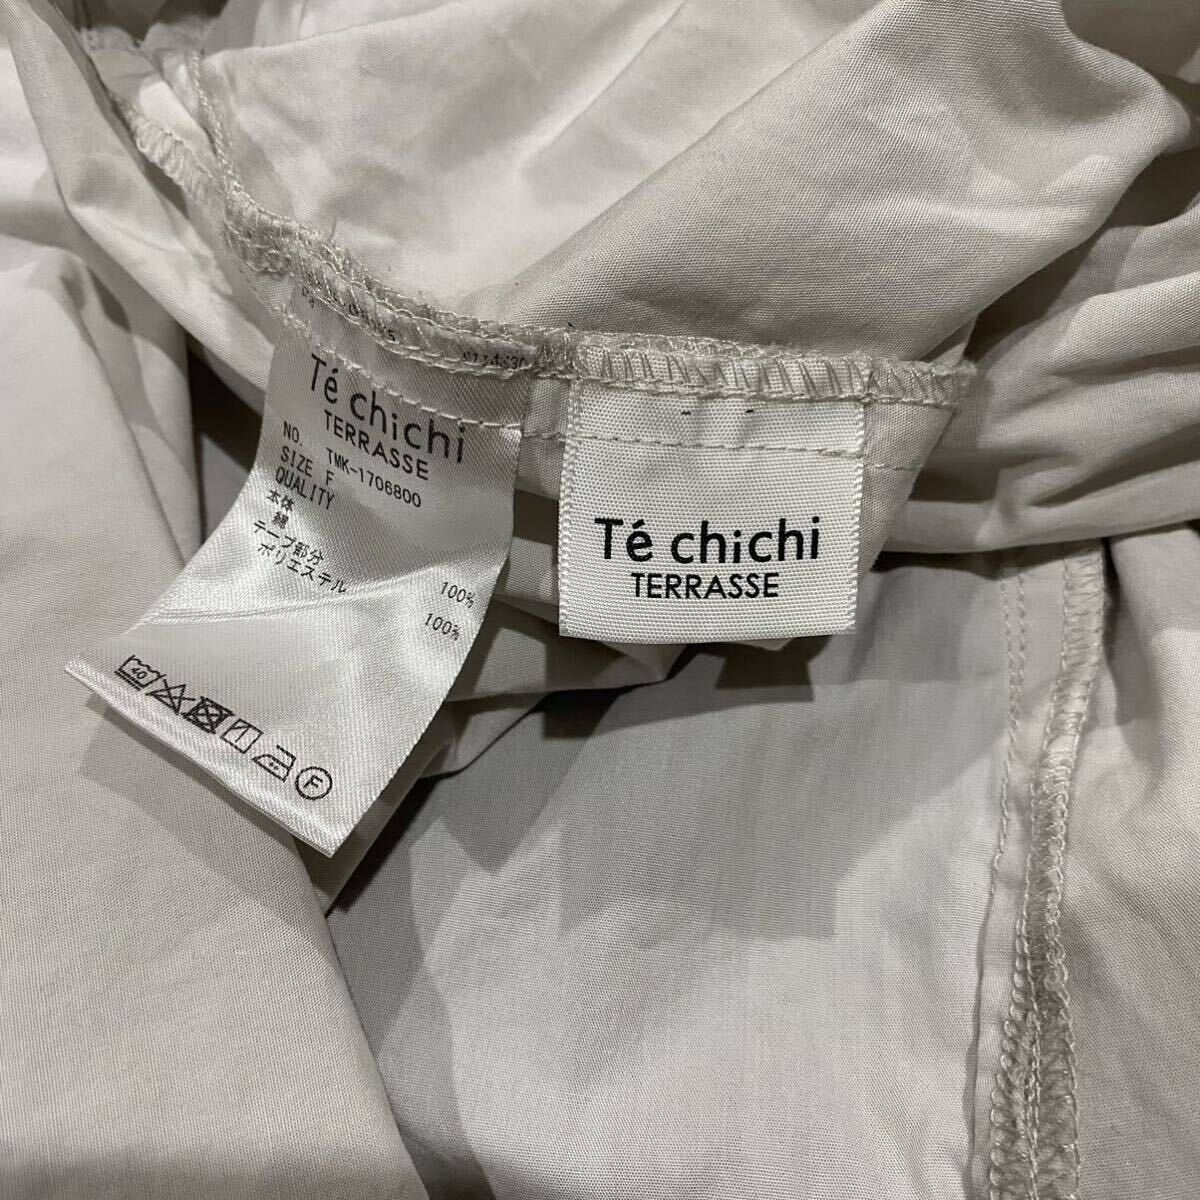 Té chichi
TERRASSE
NO. TMK-1706800
SIZE F
QUALITY
本体
綿 100%
テープ部分
ポリエステル 100%
40
F
Té chichi
TERRASSE